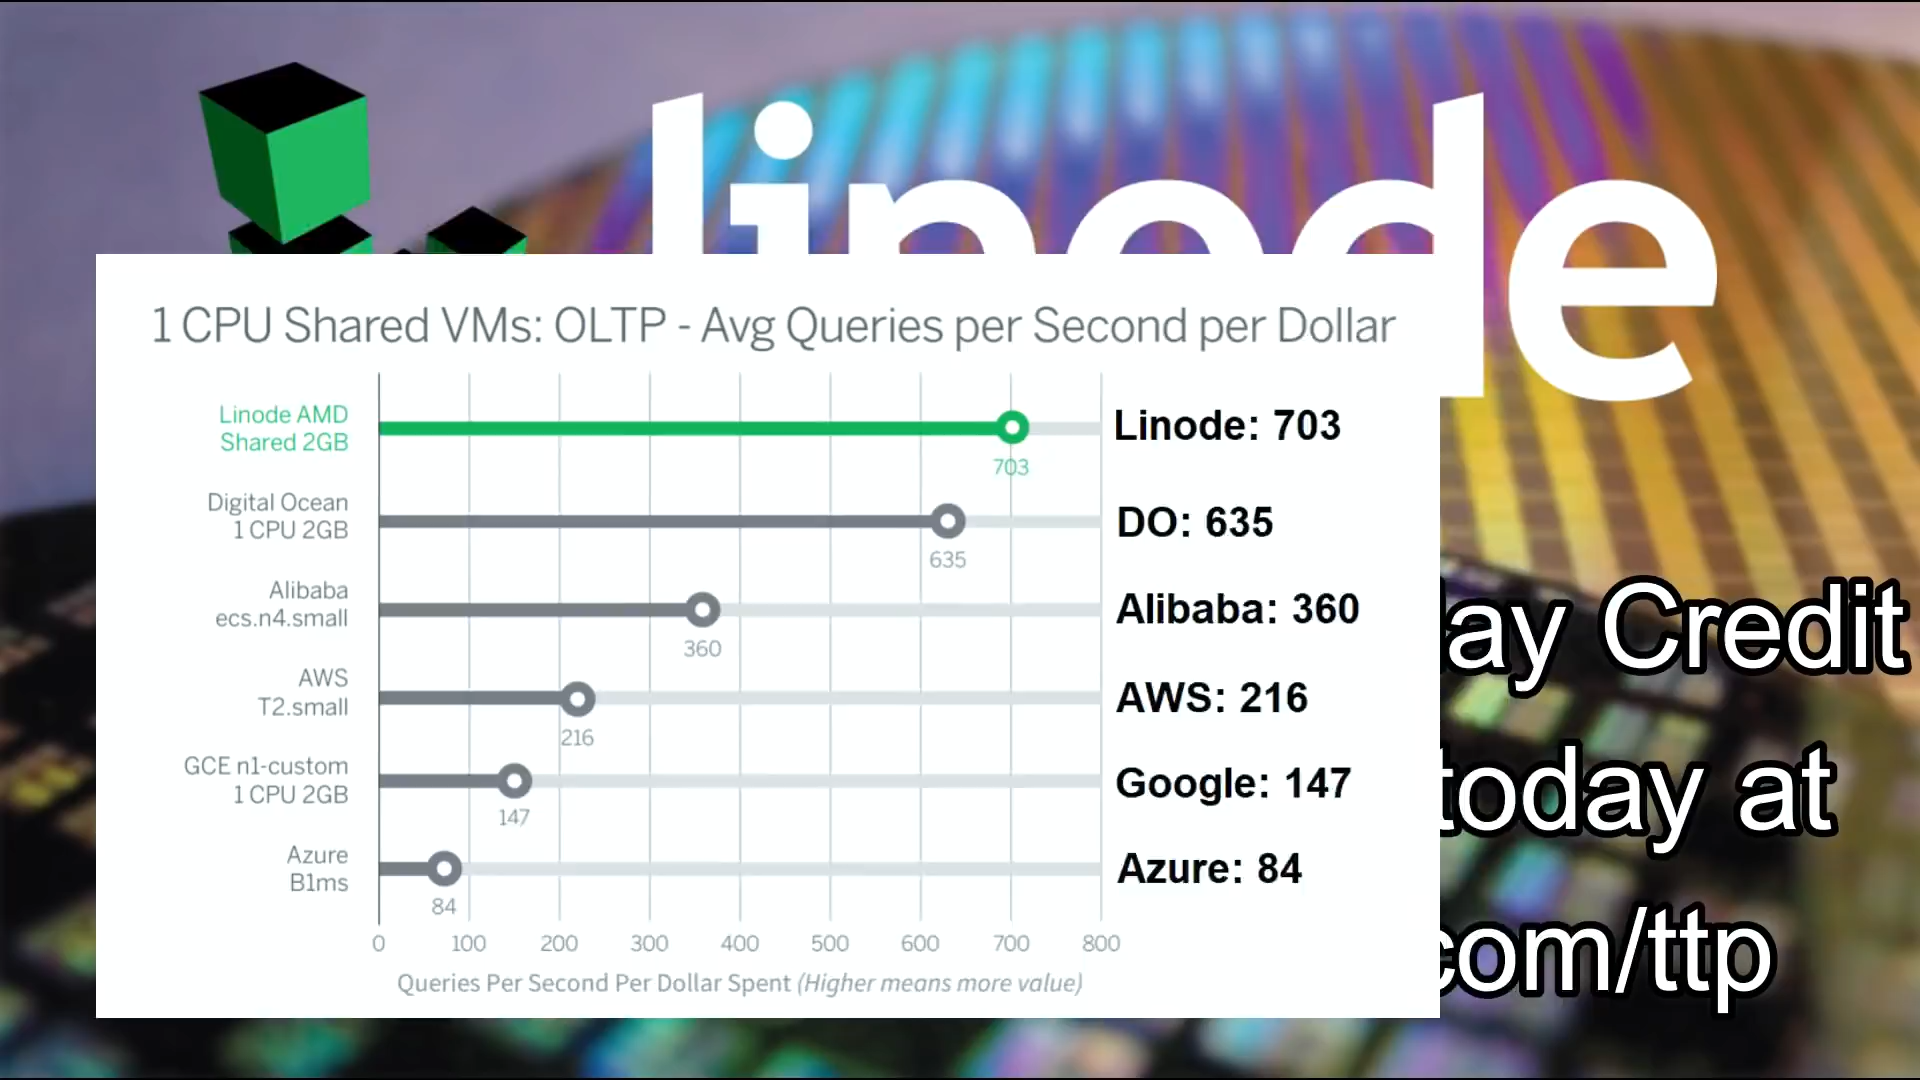 linode
1 CPU Shared VMs: OLTP - Avg Queries per Second per Dollar
Linode AMD
Shared 2GB
703
Linode: 703
Digital Ocean
1 CPU 2GB
635
DO: 635
Alibaba
ecs.n4.small
360
Alibaba: 360
AWS
T2.small
216
AWS: 216
GCE n1-custom
1 CPU 2GB
147
Google: 147
Azure
B1ms
84
Azure: 84
0 100 200 300 400 500 600 700 800
Queries Per Second Per Dollar Spent (Higher means more value)
ay Credit
today at
com/ttp